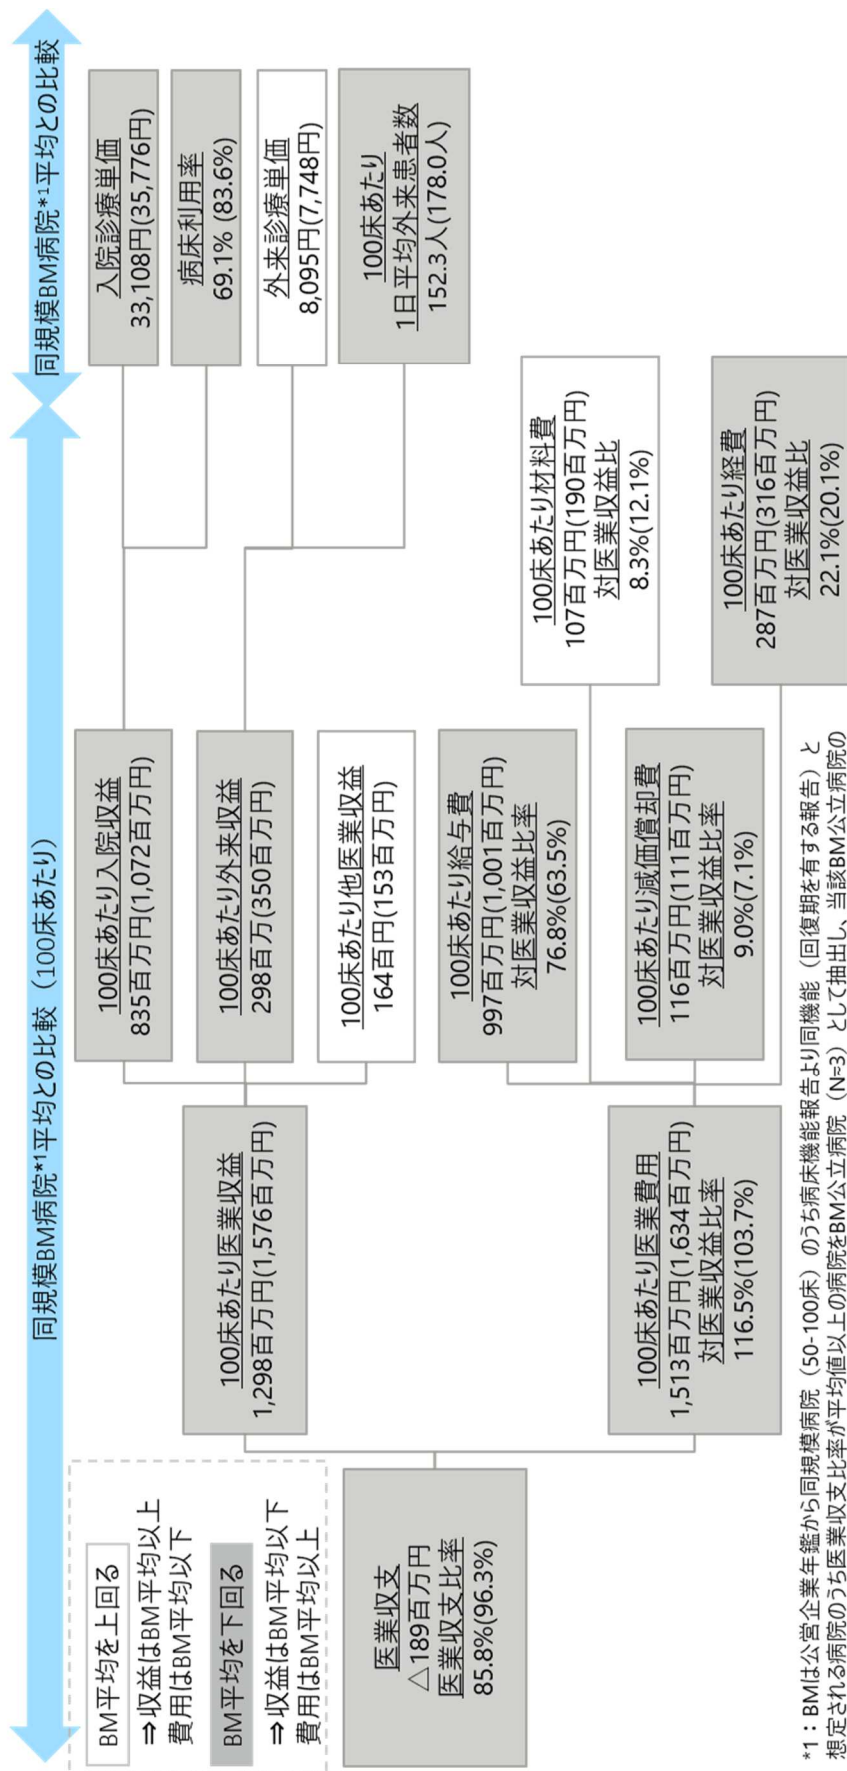 同規模BM病院*1平均との比較（100床あたり）
同規模BM病院*1平均との比較
BM平均を上回る
⇒収益はBM平均以上
費用はBM平均以下
BM平均を下回る
⇒収益はBM平均以下
費用はBM平均以上
医業収支
△189百万円
医業収支比率
85.8%(96.3%)
100床あたり医業収益
1,298百万円(1,576百万円)
100床あたり医業費用
1,513百万円(1,634百万円)
対医業収益比率
116.5%(103.7%)
100床あたり入院収益
835百万円(1,072百万円)
100床あたり外来収益
298百万(350百万円)
100床あたり他医業収益
164百円(153百万円)
100床あたり給与費
997百万円(1,001百万円)
対医業収益比率
76.8%(63.5%)
100床あたり減価償却費
116百万円(111百万円)
対医業収益比率
9.0%(7.1%)
100床あたり材料費
107百万円(190百万円)
対医業収益比
8.3%(12.1%)
100床あたり経費
287百万円(316百万円)
対医業収益比
22.1%(20.1%)
入院診療単価
33,108円(35,776円)
病床利用率
69.1% (83.6%)
外来診療単価
8,095円(7,748円)
100床あたり
1日平均外来患者数
152.3人(178.0人)
*1：BMは公営企業年鑑から同規模病院（50-100床）のうち病床機能報告より同機能（回復期を有する報告）と
想定される病院のうち医業収支比率が平均値以上の病院をBM公立病院（N=3）として抽出し、当該BM公立病院の